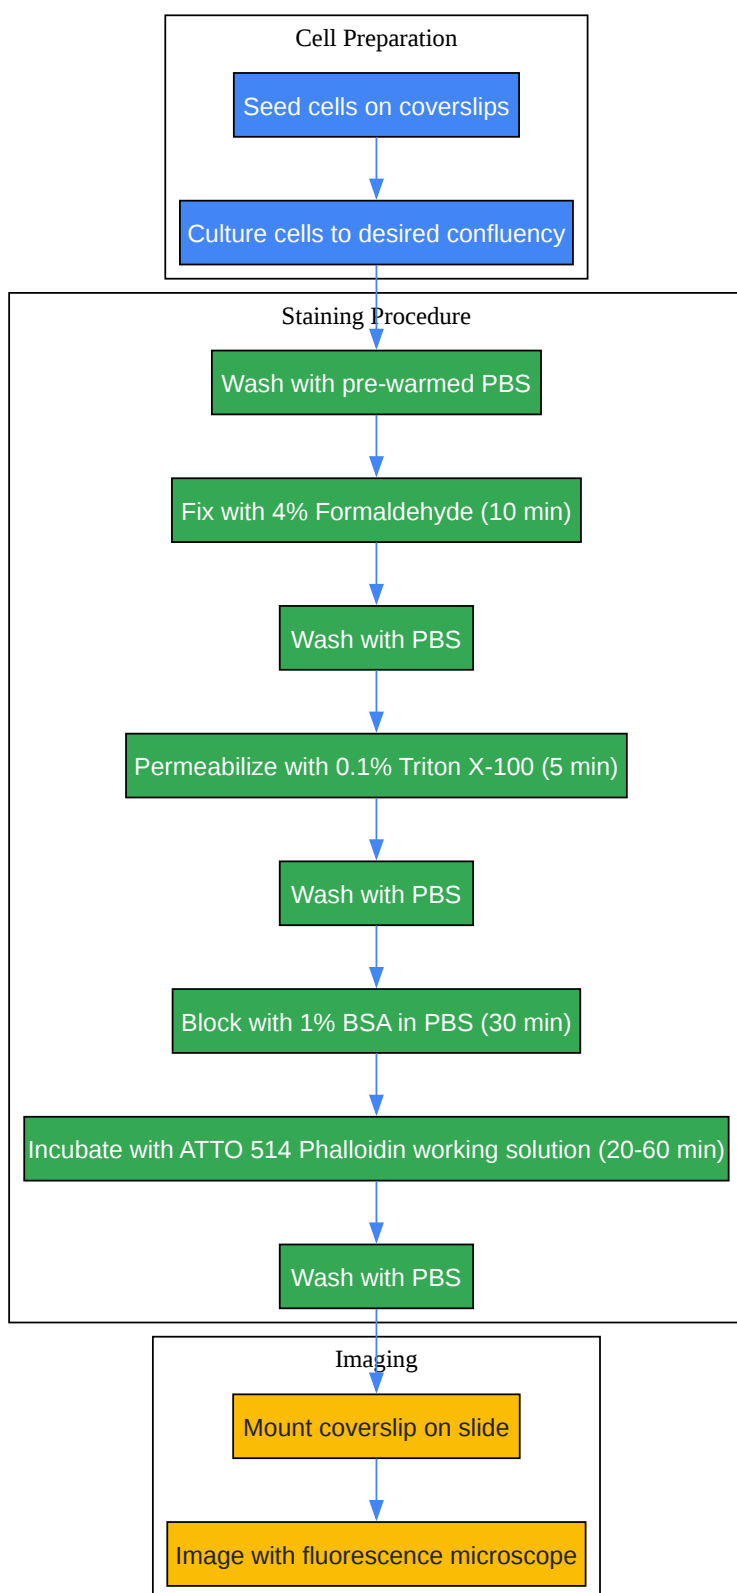 Cell Preparation
Seed cells on coverslips
Culture cells to desired confluency
Staining Procedure
Wash with pre-warmed PBS
Fix with 4% Formaldehyde (10 min)
Wash with PBS
Permeabilize with 0.1% Triton X-100 (5 min)
Wash with PBS
Block with 1% BSA in PBS (30 min)
Incubate with ATTO 514 Phalloidin working solution (20-60 min)
Wash with PBS
Imaging
Mount coverslip on slide
Image with fluorescence microscope